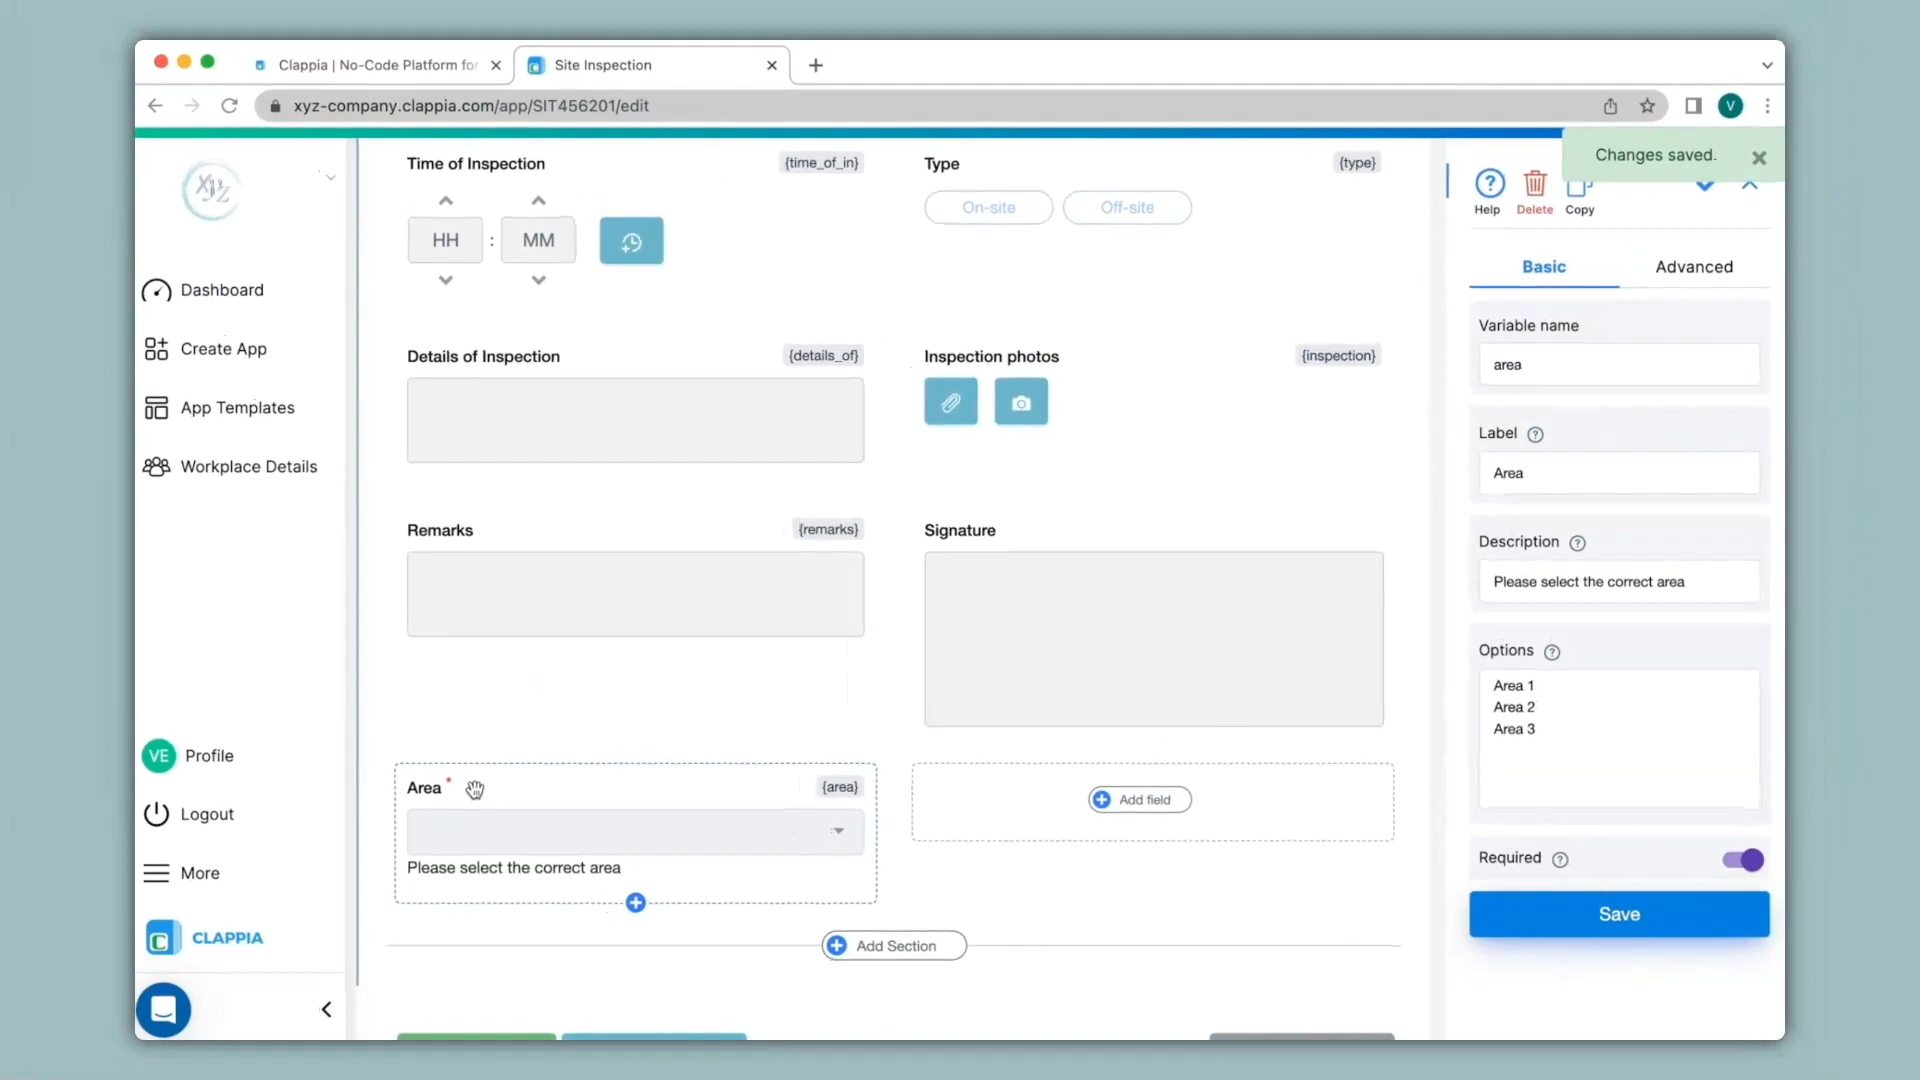 Clappia | No-Code Platform for
Site Inspection
xyz-company.clappia.com/app/SIT456201/edit
V
Changes saved.
XYZ
Dashboard
Create App
App Templates
Workplace Details
VE Profile
Logout
More
CLAPPIA
Time of Inspection {time_of_in}
HH : MM
Type {type}
On-site Off-site
Details of Inspection {details_of}
Inspection photos {inspection}
Remarks {remarks}
Signature
Area * {area}
Please select the correct area
Add field
Add Section
Help Delete Copy
Basic Advanced
Variable name
area
Label
Area
Description
Please select the correct area
Options
Area 1
Area 2
Area 3
Required
Save